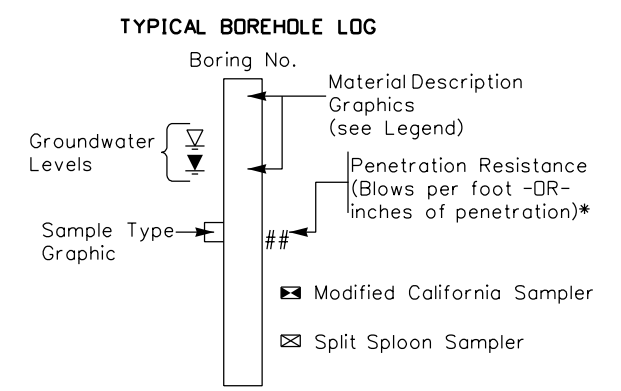 TYPICAL BOREHOLE LOG
Boring No.
Material Description
Graphics
(see Legend)
Groundwater
Levels
Penetration Resistance
(Blows per foot -OR-
inches of penetration)*
Sample Type
Graphic
##
Modified California Sampler
Split Sploon Sampler